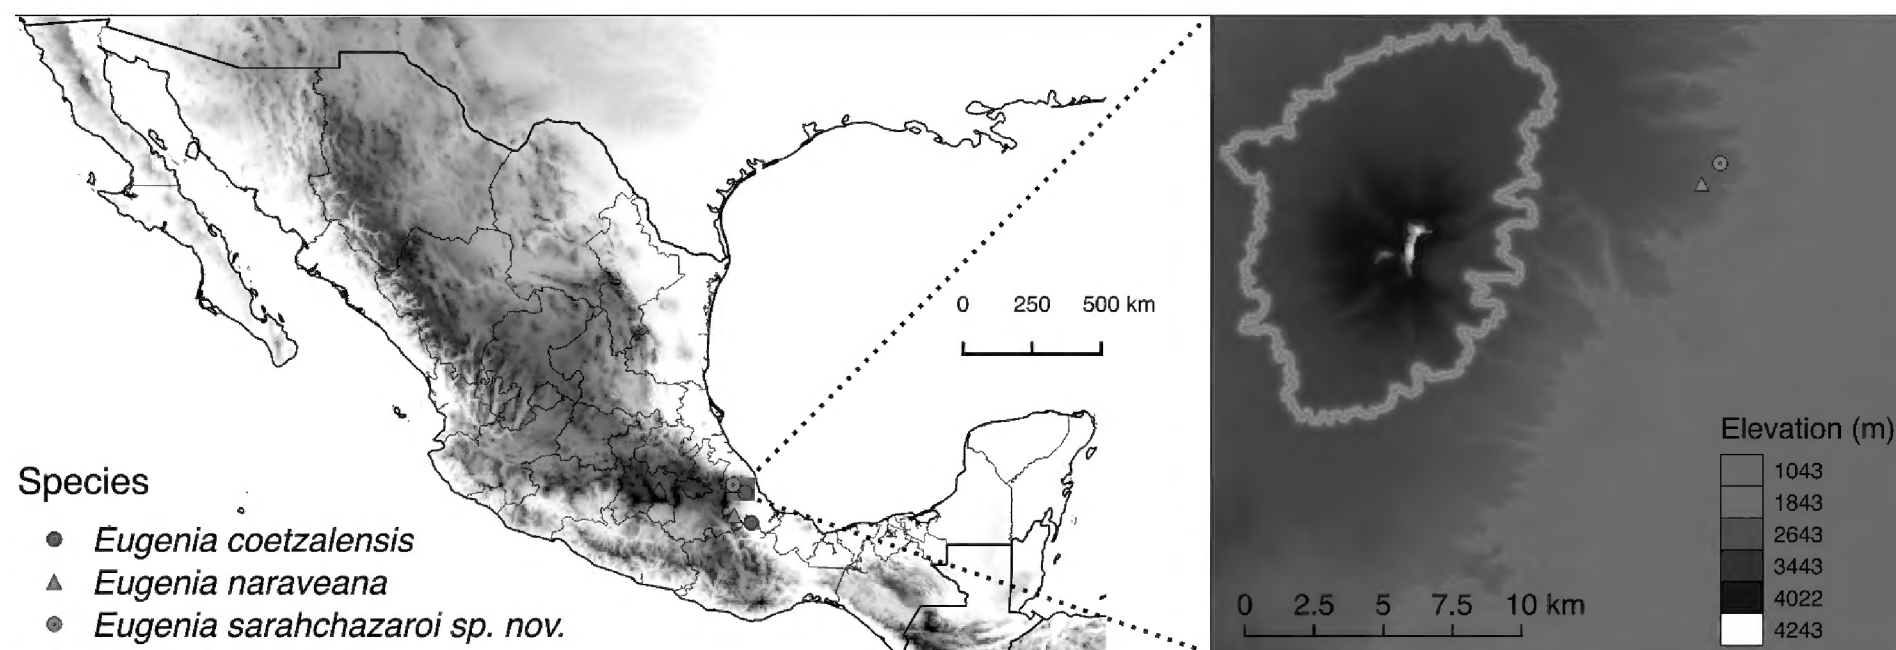 0 250 500 km
Species
Eugenia coetzalensis
Eugenia naraveana
Eugenia sarahchazaroi sp. nov.
Elevation (m)
1043
1843
2643
3443
4022
4243
0 2.5 5 7.5 10 km